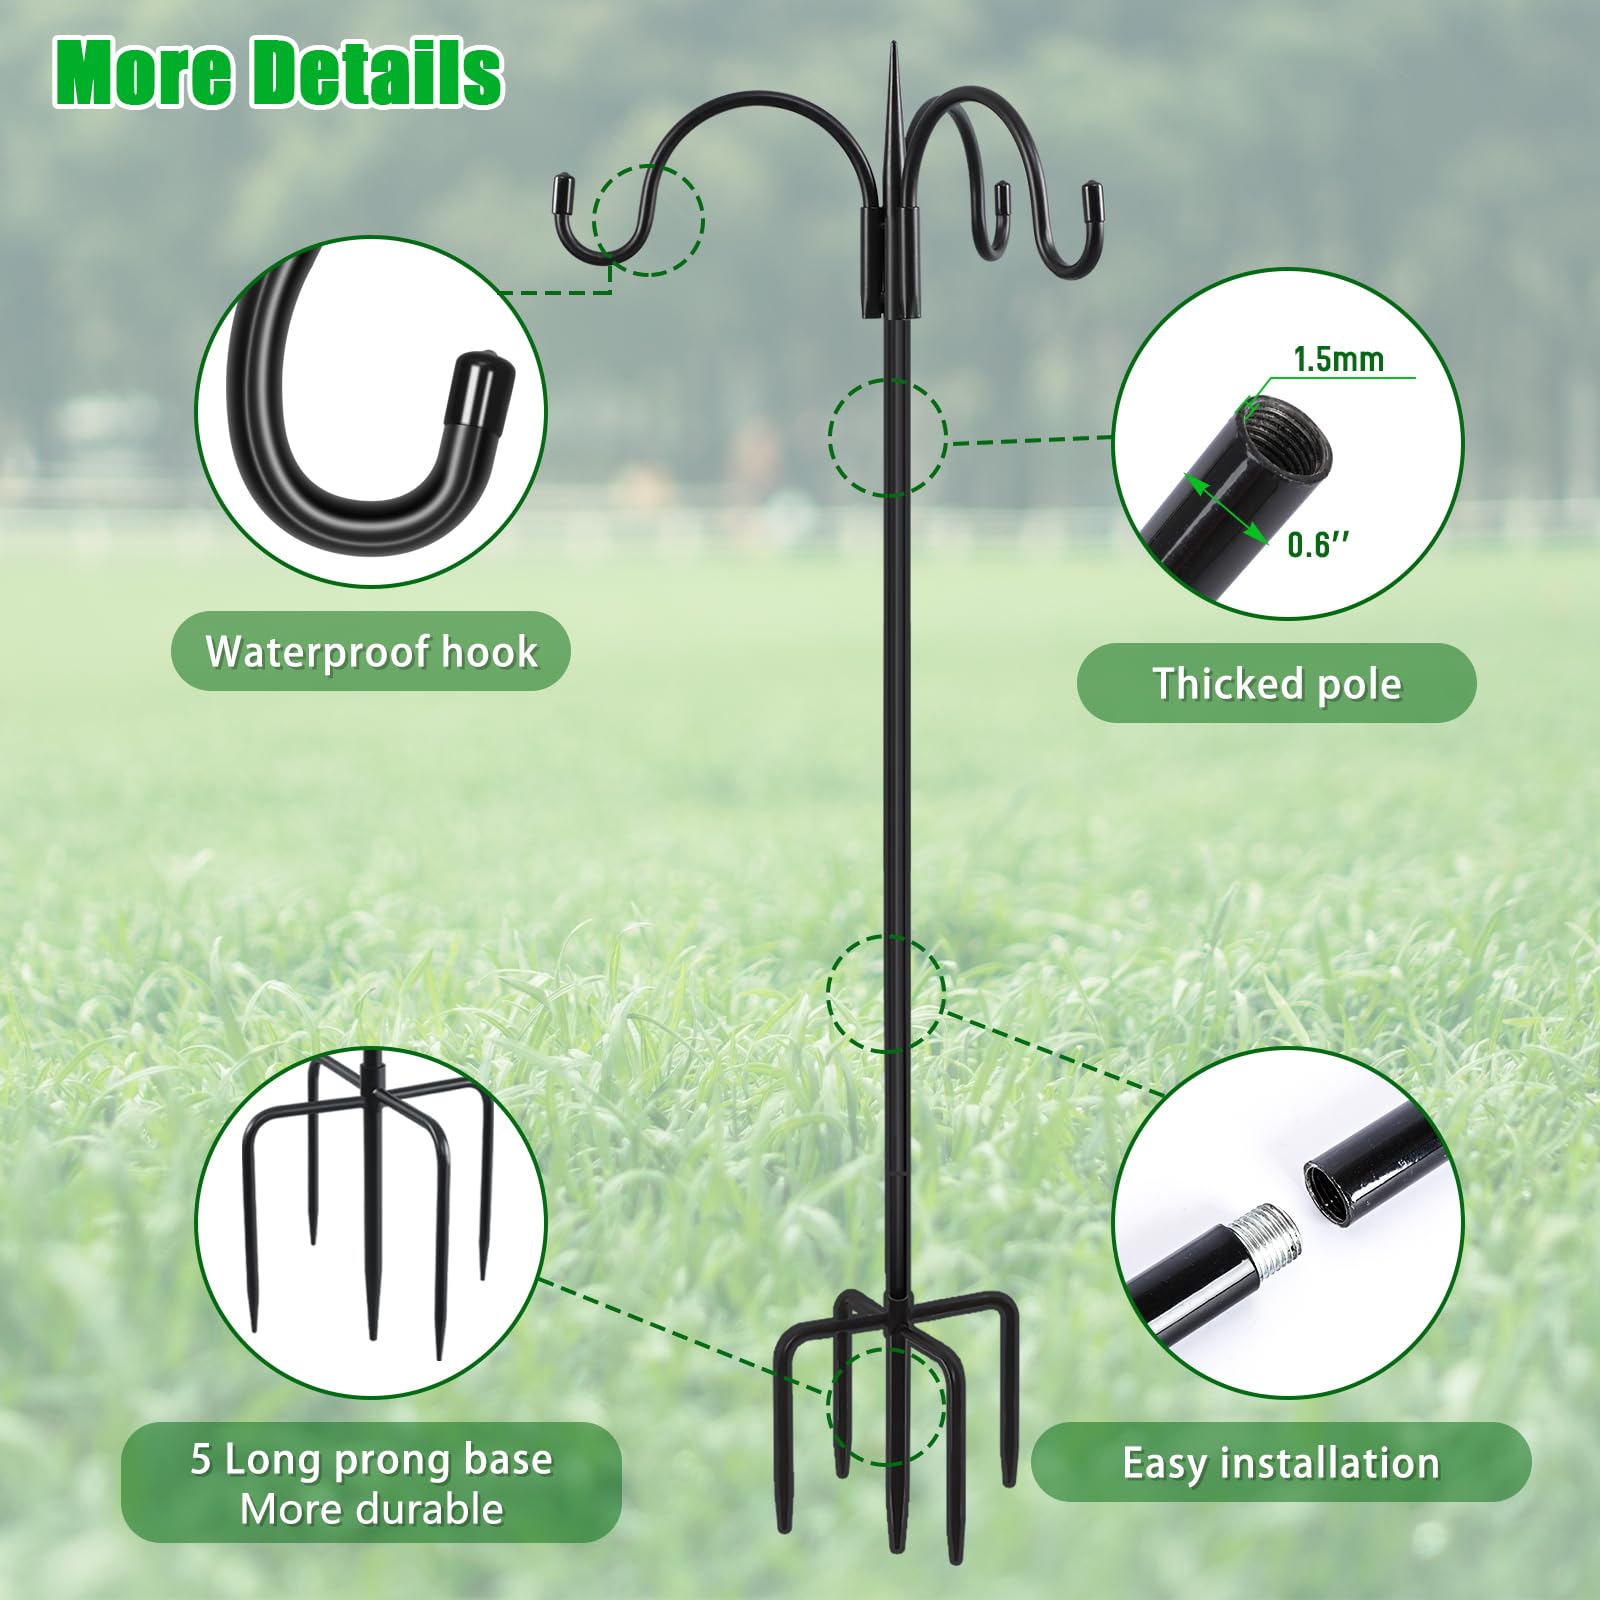 More Details
1.5mm
0.6’’
Waterproof hook
Thicked pole
5 Long prong base
More durable
Easy installation